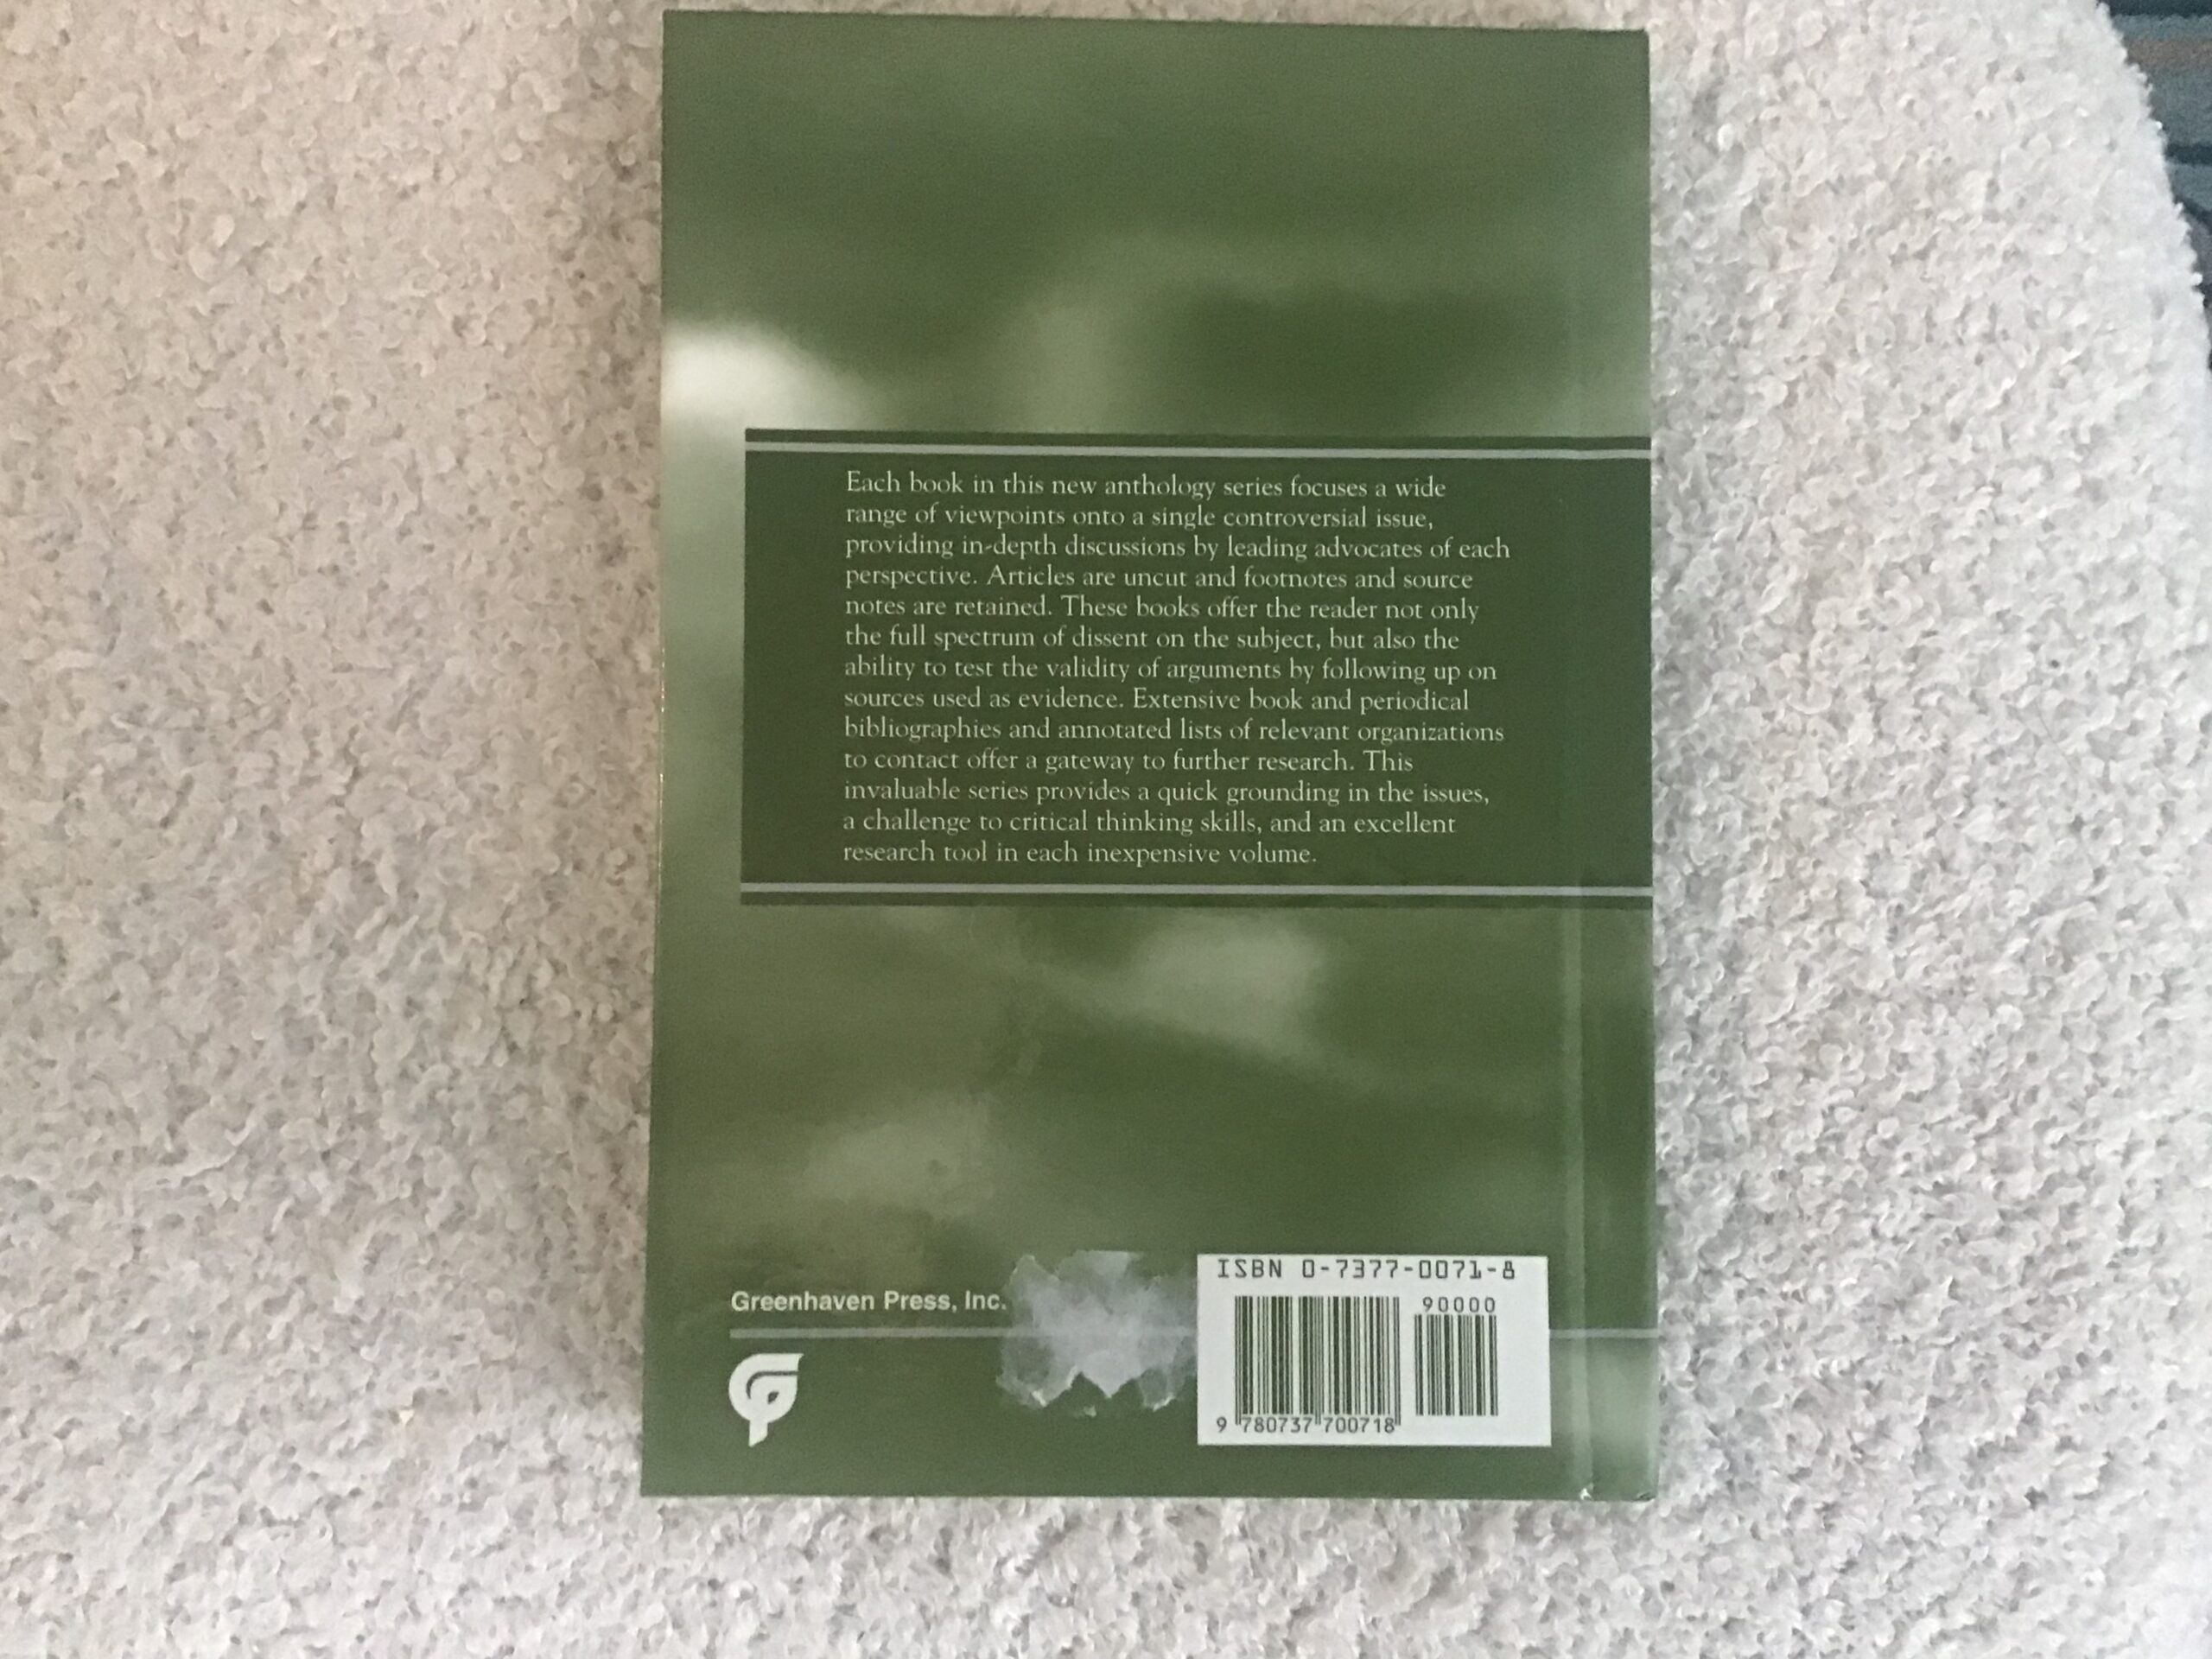 Each book in this new anthology series focuses a wide
range of viewpoints onto a single controversial issue,
providing in-depth discussions by leading advocates of each
perspective. Articles are uncut and footnotes and source
notes are retained. These books offer the reader not only
the full spectrum of dissent on the subject, but also the
ability to test the validity of arguments by following up on
sources used as evidence. Extensive book and periodical
bibliographies and annotated lists of relevant organizations
to contact offer a gateway to further research. This
invaluable series provides a quick grounding in the issues,
a challenge to critical thinking skills, and an excellent
research tool in each inexpensive volume.
Greenhaven Press, Inc.
ISBN 0-7377-0071-8
90000
9 780737 700718